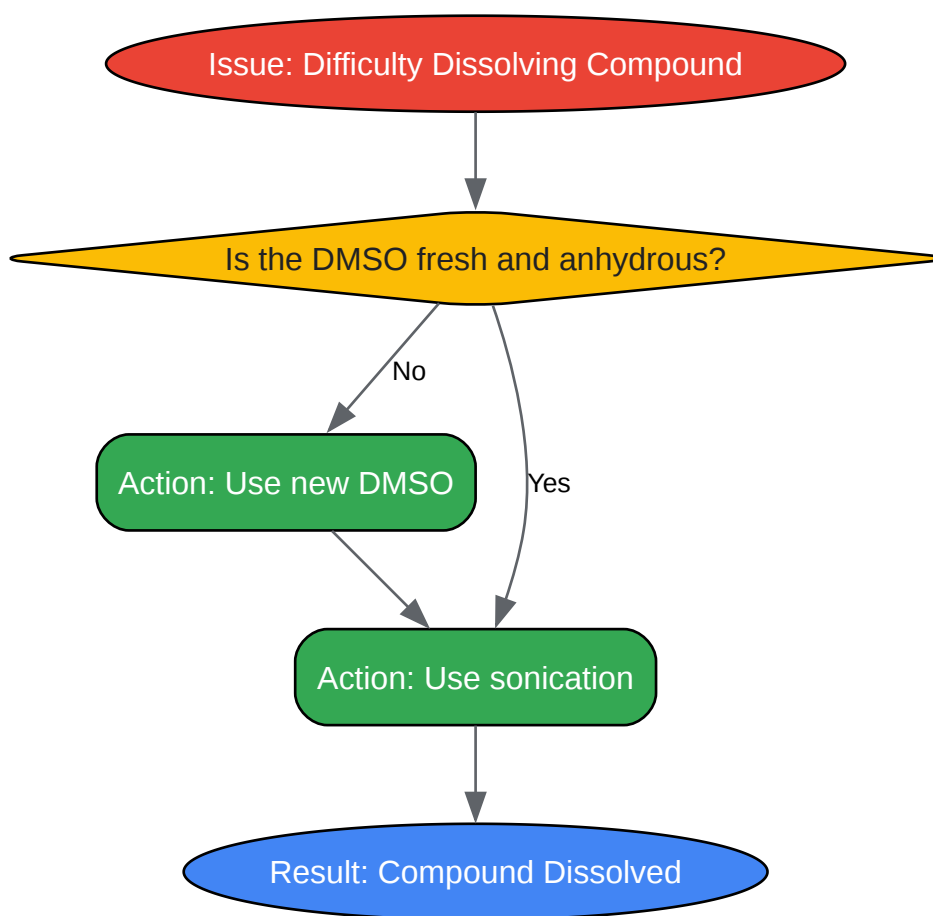 Issue: Difficulty Dissolving Compound
Is the DMSO fresh and anhydrous?
No
Action: Use new DMSO
Yes
Action: Use sonication
Result: Compound Dissolved